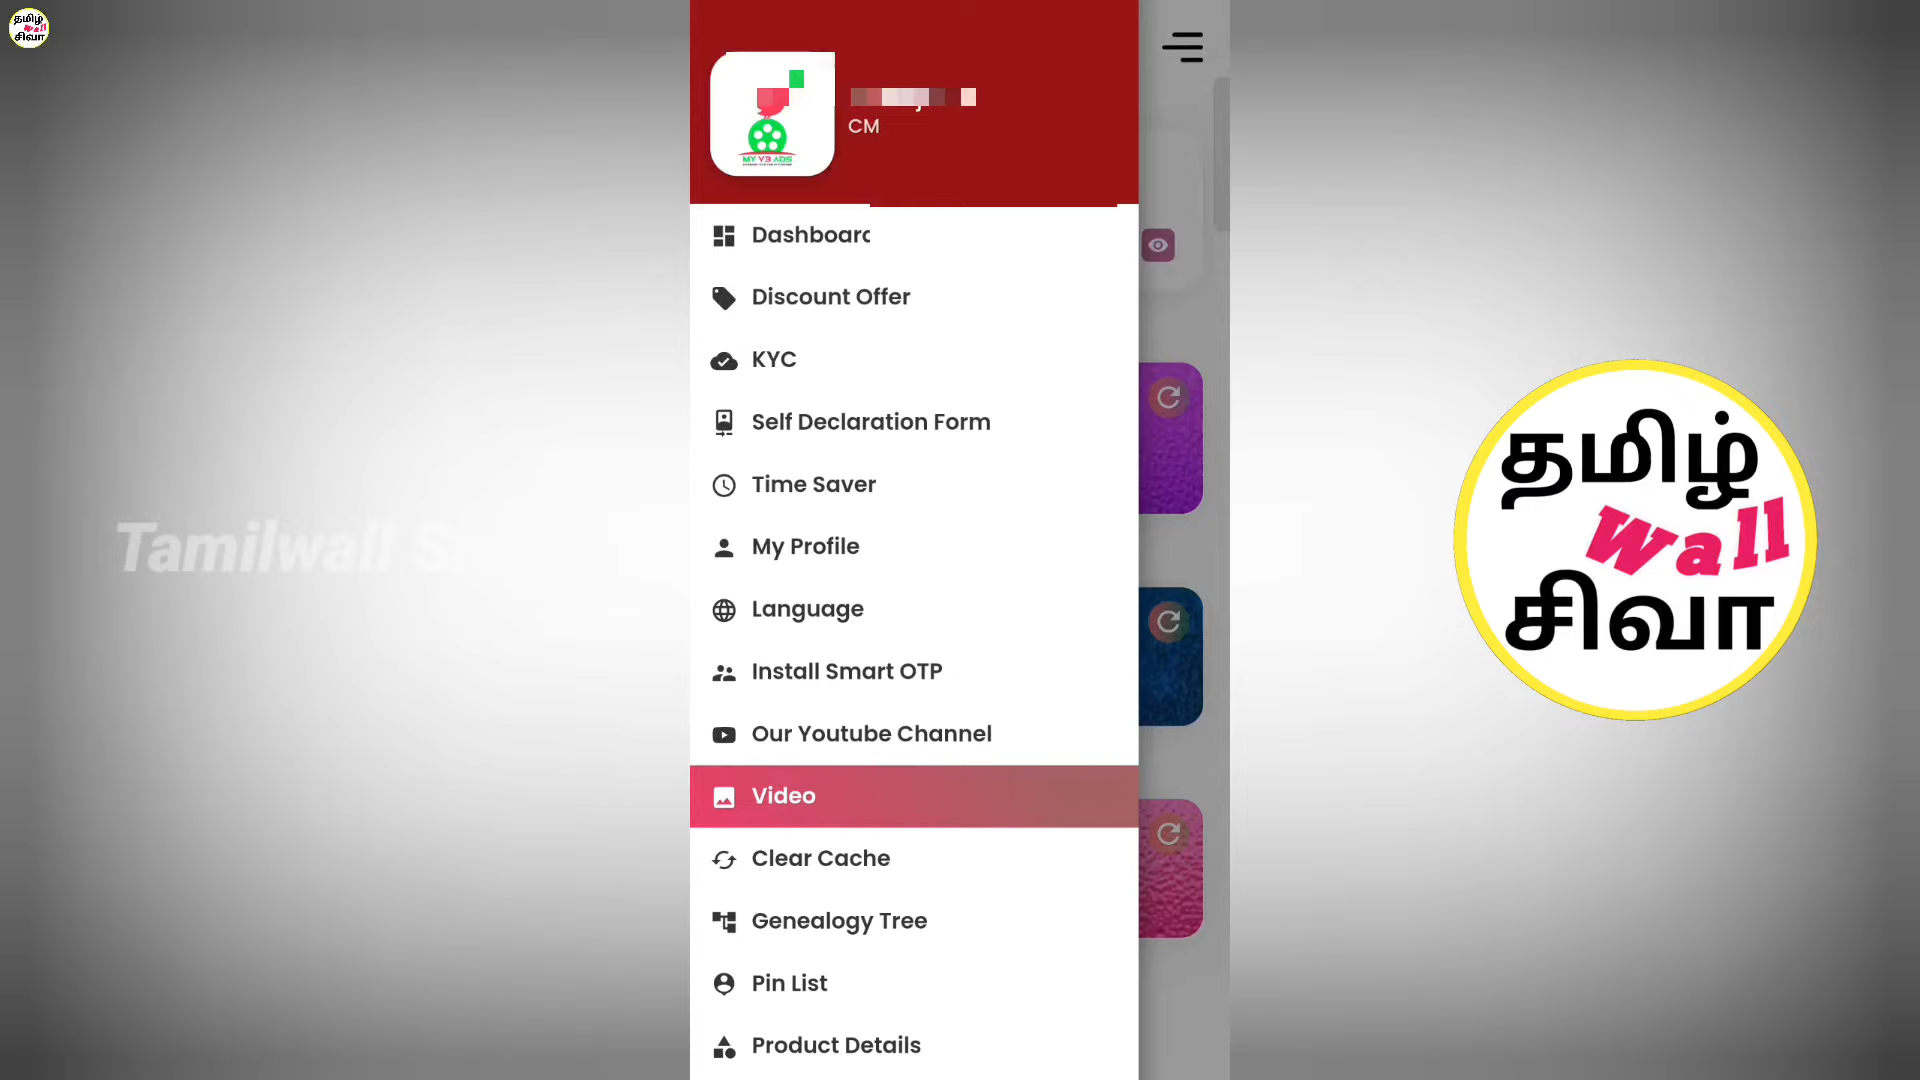 தமிழ்
Wall
சிவா
MY V3 ADS
CM
Dashboard
Discount Offer
KYC
Self Declaration Form
Time Saver
My Profile
Language
Install Smart OTP
Our Youtube Channel
Video
Clear Cache
Genealogy Tree
Pin List
Product Details
Tamilwall
தமிழ்
Wall
சிவா